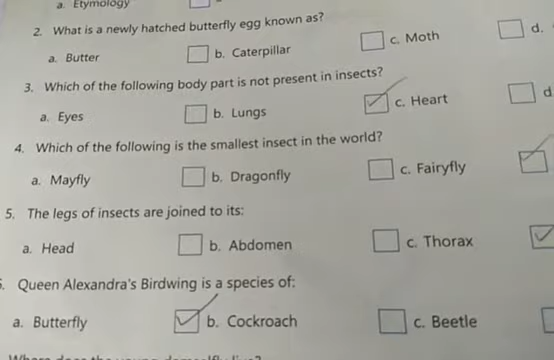 a. Etymology
2. What is a newly hatched butterfly egg known as?
a. Butter b. Caterpillar c. Moth d.
3. Which of the following body part is not present in insects?
a. Eyes b. Lungs c. Heart d
4. Which of the following is the smallest insect in the world?
a. Mayfly b. Dragonfly c. Fairyfly
5. The legs of insects are joined to its:
a. Head b. Abdomen c. Thorax
Queen Alexandra's Birdwing is a species of:
a. Butterfly b. Cockroach c. Beetle